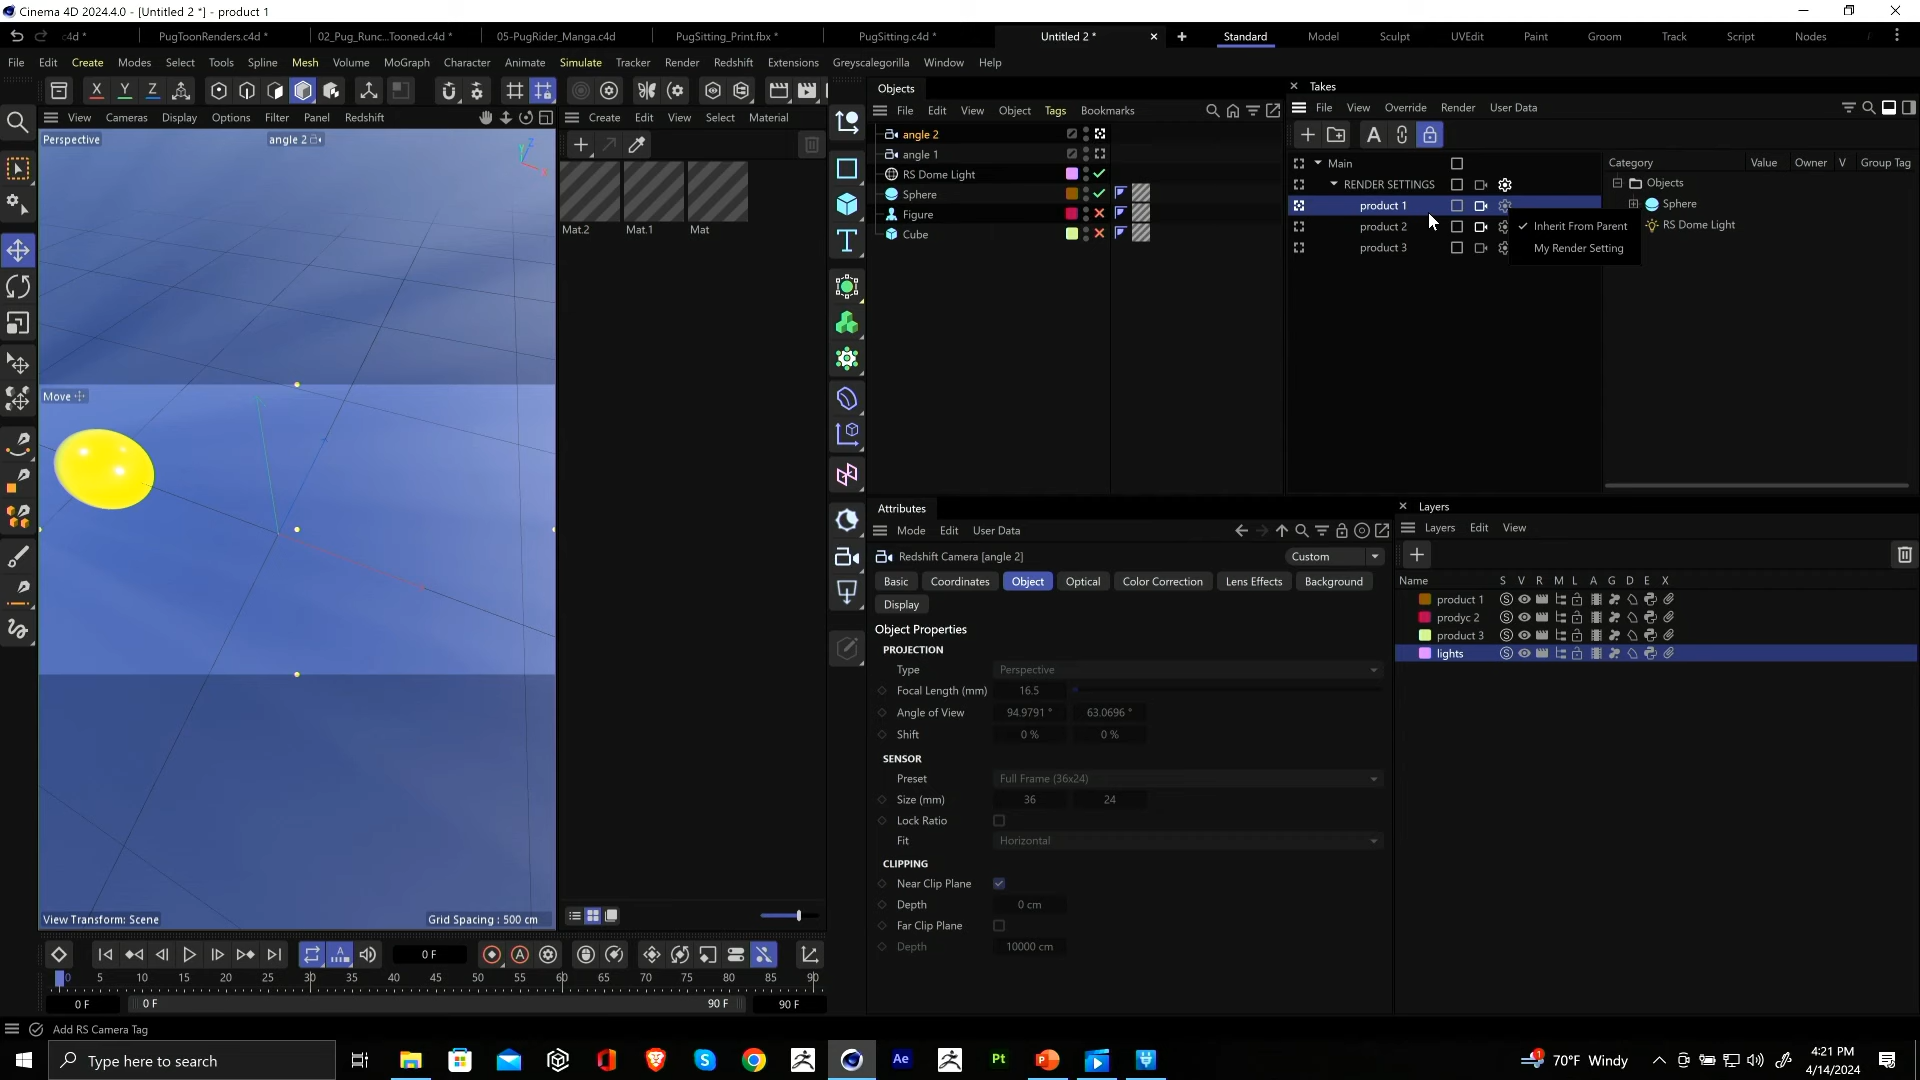 Cinema 4D 2024.4.0 - [Untitled 2 *] - product 1
c4d * PugToonRenders.c4d * 02_Pug_Runc...Tooned.c4d * 05-PugRider_Manga.c4d PugSitting_Print.fbx * PugSitting.c4d * Untitled 2 * Standard Model Sculpt UVEdit Paint Groom Track Script Nodes
File Edit Create Modes Select Tools Spline Mesh Volume MoGraph Character Animate Simulate Tracker Render Redshift Extensions Greyscalegorilla Window Help
X Y Z
View Cameras Display Options Filter Panel Redshift
Perspective
angle 2
Move
View Transform: Scene
Grid Spacing : 500 cm
Create Edit View Select Material
Mat.2 Mat.1 Mat
Objects
File Edit View Object Tags Bookmarks
angle 2
angle 1
RS Dome Light
Sphere
Figure
Cube
Takes
File View Override Render User Data
Main
RENDER SETTINGS
product 1
product 2
product 3
Inherit From Parent
My Render Setting
Category Value Owner V Group Tag
Objects
Sphere
RS Dome Light
Attributes
Mode Edit User Data
Redshift Camera [angle 2]
Custom
Basic Coordinates Object Optical Color Correction Lens Effects Background
Display
Object Properties
PROJECTION
Type Perspective
Focal Length (mm) 16.5
Angle of View 94.9791 ° 63.0696 °
Shift 0 % 0 %
SENSOR
Preset Full Frame (36x24)
Size (mm) 36 24
Lock Ratio
Fit Horizontal
CLIPPING
Near Clip Plane
Depth 0 cm
Far Clip Plane
Depth 10000 cm
Layers
Layers Edit View
Name S V R M L A G D E X
product 1
prodyc 2
product 3
lights
0 F
0 5 10 15 20 25 30 35 40 45 50 55 60 65 70 75 80 85 90
0 F 0 F 90 F 90 F
Add RS Camera Tag
Type here to search
Ae
Pt
1
70°F Windy
4:21 PM
4/14/2024